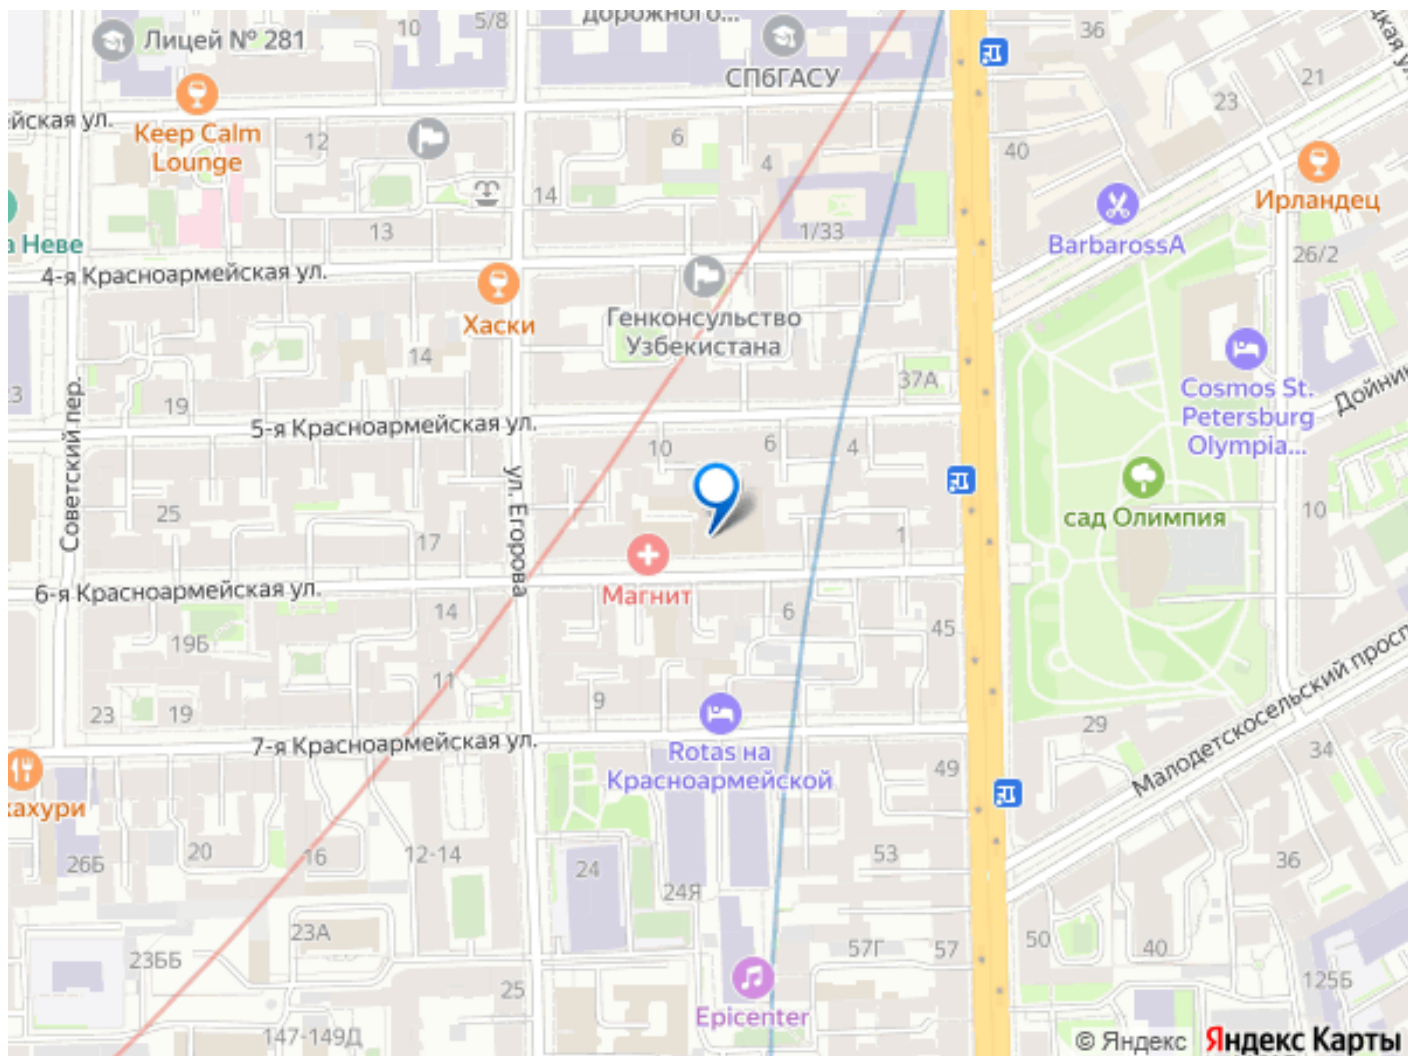 дорожного...
5/8
10
Лицей № 281
36
СПбГАСУ
21
23
Keep Calm
Lounge
12
6
4
40
14
Ирландец
13
1/33
BarbarossA
26/2
а Неве
4-я Красноармейская ул.
Генконсульство
Узбекистана
Хаски
14
37А
Cosmos St.
Petersburg
Olympia...
19
5-я Красноармейская ул.
10
6
4
Советский пер.
ул. Егорова
25
17
1
сад Олимпия
10
6-я Красноармейская ул.
Магнит
14
6
45
19Б
11
23
19
9
29
Малодетскосельский просп
34
7-я Красноармейская ул.
Rotas на
Красноармейской
49
кахури
26Б
20
16
12-14
24
24Я
53
36
23А
23ББ
57Г
57
50
40
125Б
25
Epicenter
147-149Д
© Яндекс
Яндекс Карты